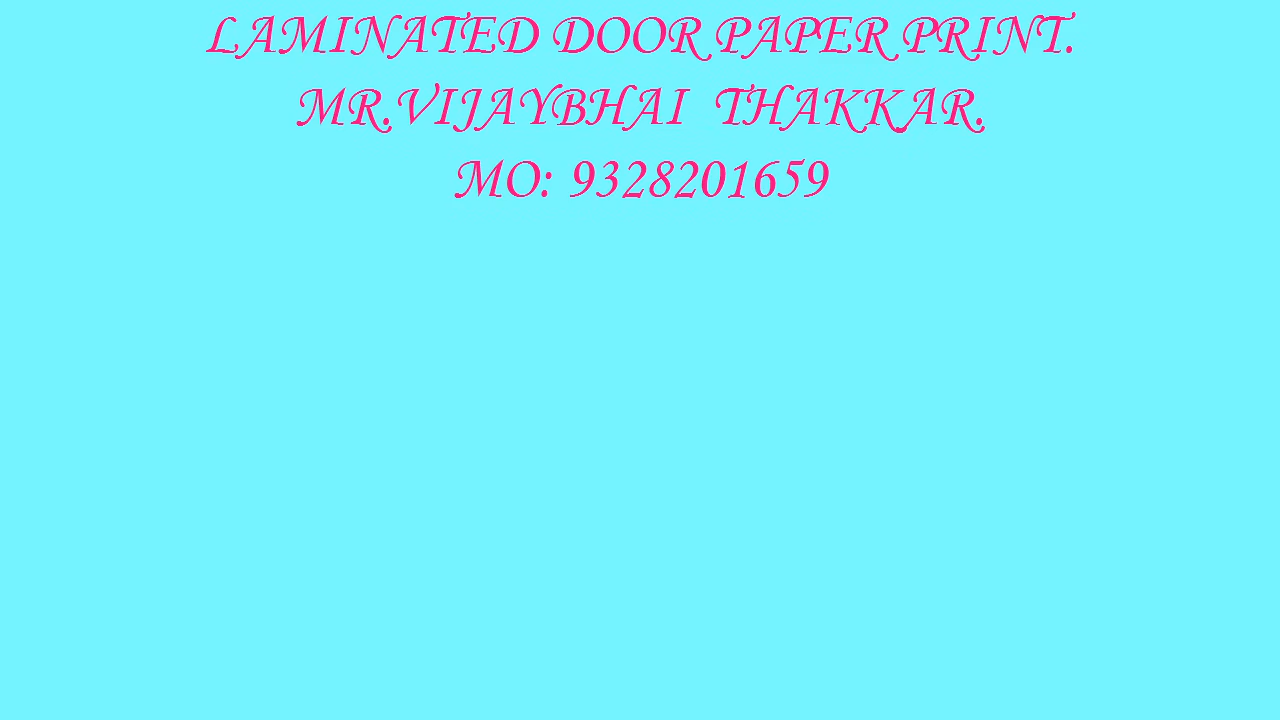 LAMINATED DOOR PAPER PRINT.
MR.VIJAYBHAI  THAKKAR.
MO: 9328201659